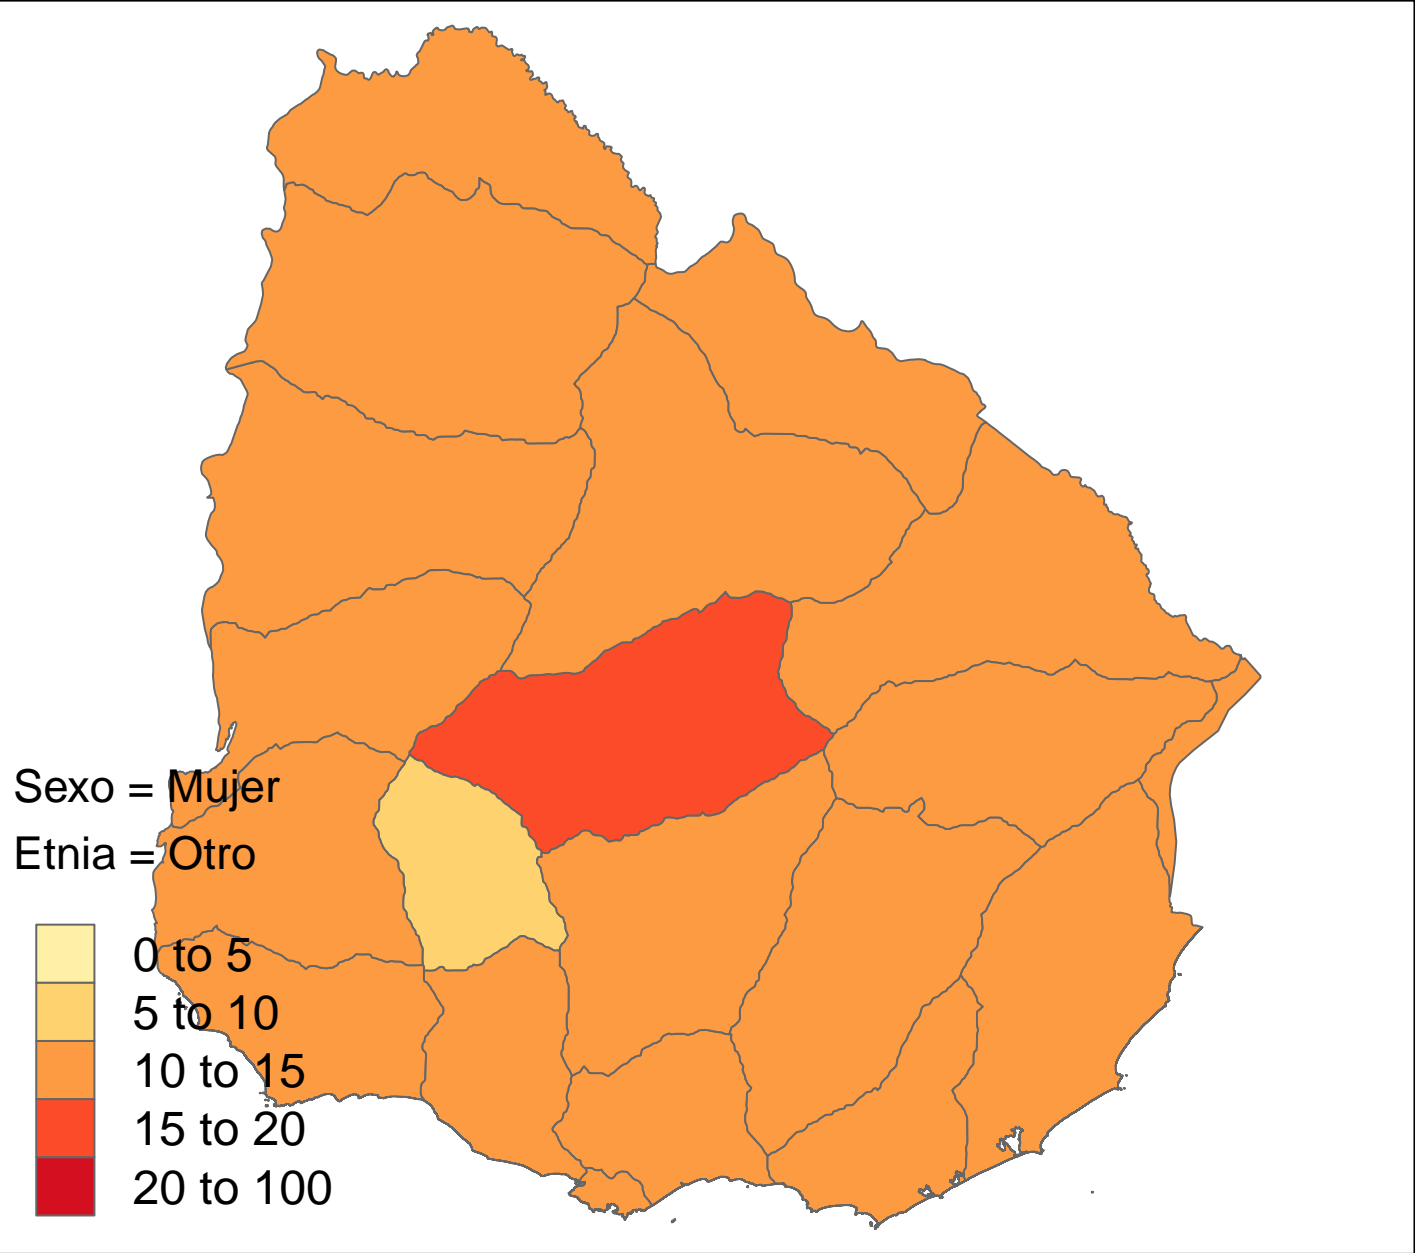 Sexo = Mujer
Etnia = Otro
0 to 5
5 to 10
10 to 15
15 to 20
20 to 100